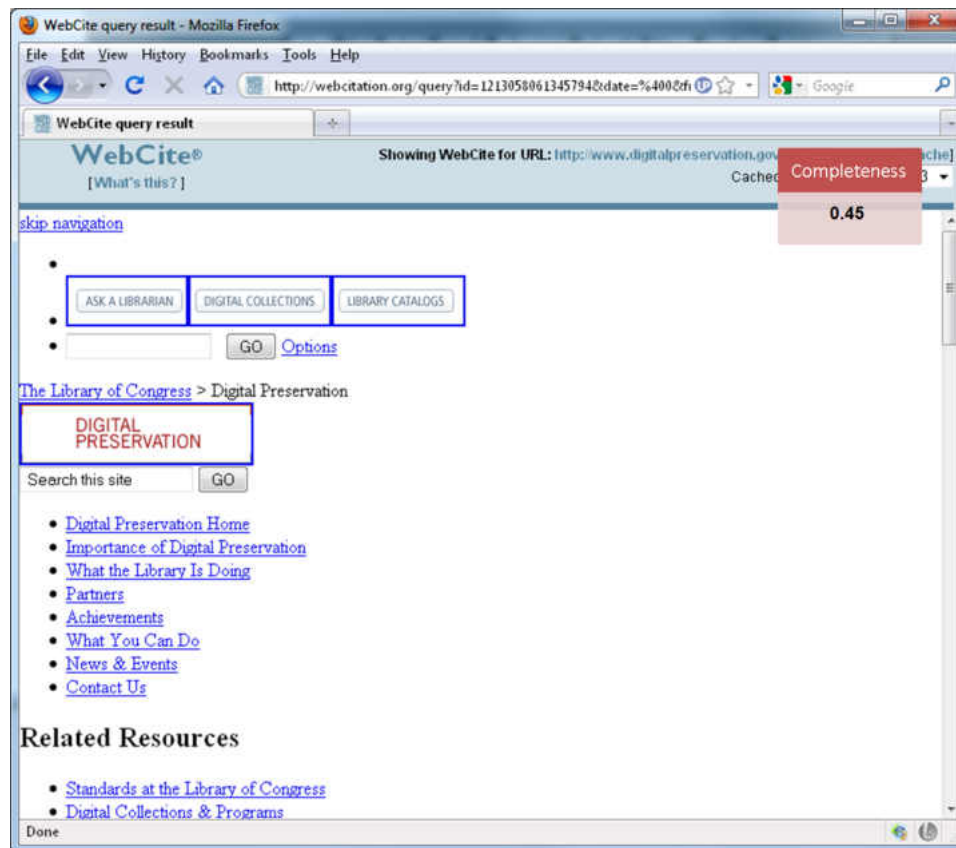 WebCite query result - Mozilla Firefox
File Edit View History Bookmarks Tools Help
http://webcitation.org/query?id=1213058061345794&date=%400&fr
Google
WebCite query result
WebCite®
[What's this?]
Showing WebCite for URL: http://www.digitalpreservation.gov
Cached
3
Completeness
0.45
skip navigation
ASK A LIBRARIAN DIGITAL COLLECTIONS LIBRARY CATALOGS
GO Options
The Library of Congress > Digital Preservation
DIGITAL
PRESERVATION
Search this site GO
Digital Preservation Home
Importance of Digital Preservation
What the Library Is Doing
Partners
Achievements
What You Can Do
News & Events
Contact Us
Related Resources
Standards at the Library of Congress
Digital Collections & Programs
Done